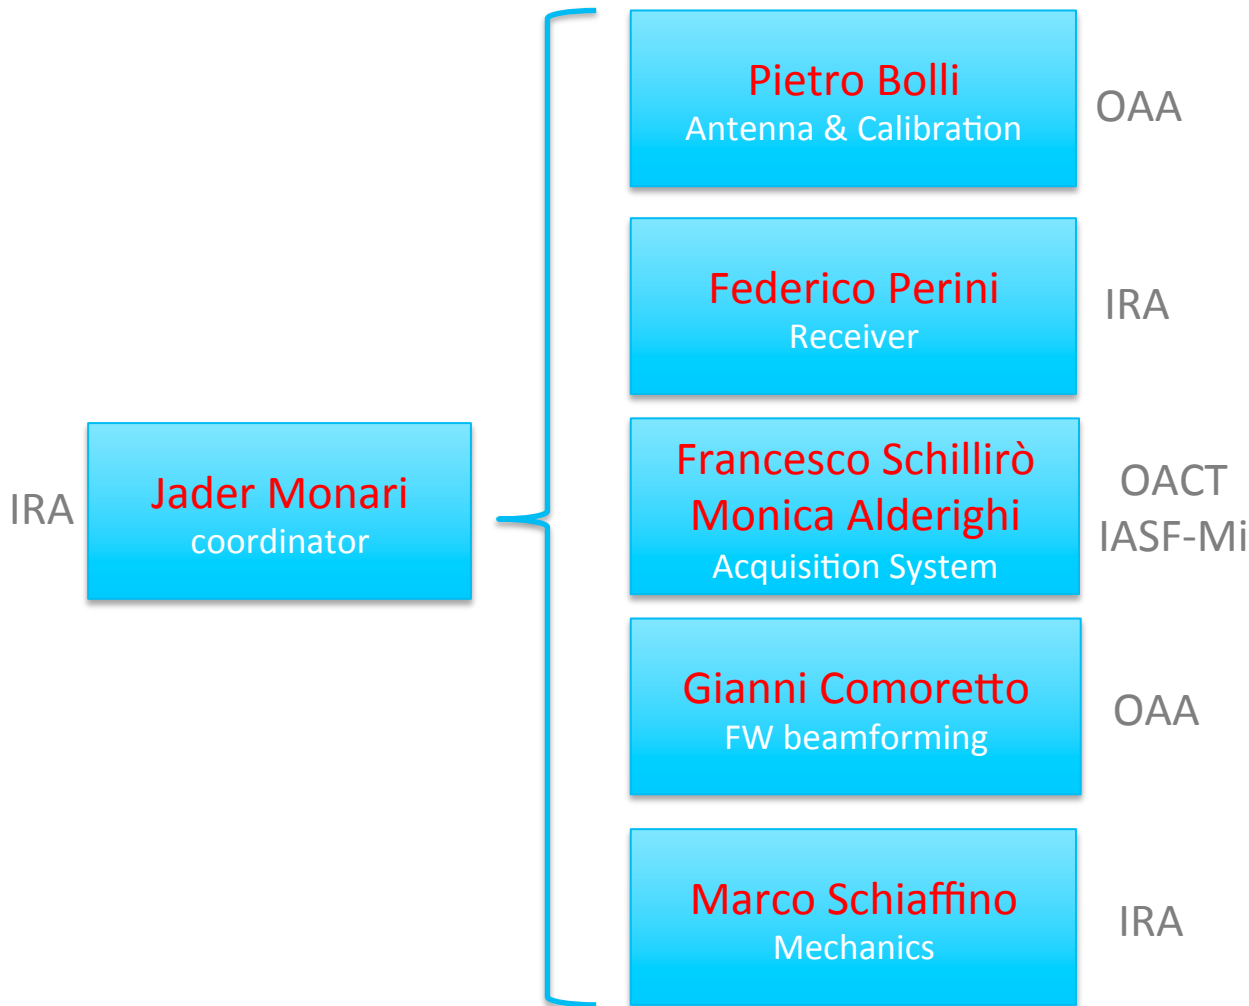 IRA
Jader Monari
coordinator
Pietro Bolli
Antenna & Calibration
OAA
Federico Perini
Receiver
IRA
Francesco Schillirò
Monica Alderighi
Acquisition System
OACT
IASF-Mi
Gianni Comoretto
FW beamforming
OAA
Marco Schiaffino
Mechanics
IRA